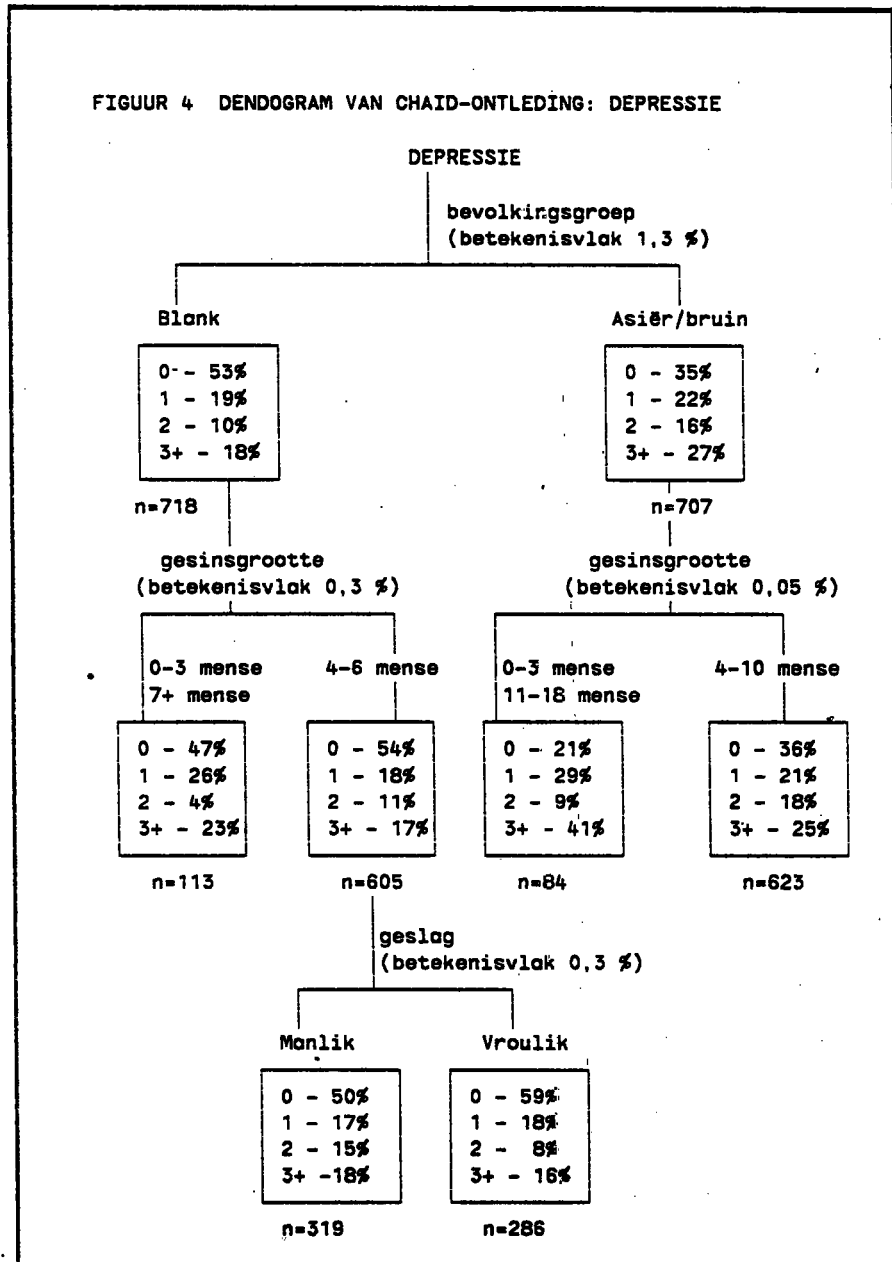 FIGUUR 4 DENDOGRAM VAN CHAID-ONTLEDING: DEPRESSIE
DEPRESSIE
bevolkingsgroep
(betekenisvlak 1,3 %)
Blank
0 - 53%
1 - 19%
2 - 10%
3+ - 18%
n=718
Asiër/bruin
0 - 35%
1 - 22%
2 - 16%
3+ - 27%
n=707
gesinsgrootte
(betekenisvlak 0,3 %)
gesinsgrootte
(betekenisvlak 0,05 %)
0-3 mense
7+ mense
0 - 47%
1 - 26%
2 - 4%
3+ - 23%
n=113
4-6 mense
0 - 54%
1 - 18%
2 - 11%
3+ - 17%
n=605
0-3 mense
11-18 mense
0 - 21%
1 - 29%
2 - 9%
3+ - 41%
n=84
4-10 mense
0 - 36%
1 - 21%
2 - 18%
3+ - 25%
n=623
geslag
(betekenisvlak 0,3 %)
Manlik
0 - 50%
1 - 17%
2 - 15%
3+ -18%
n=319
Vroulik
0 - 59%
1 - 18%
2 - 8%
3+ - 16%
n=286